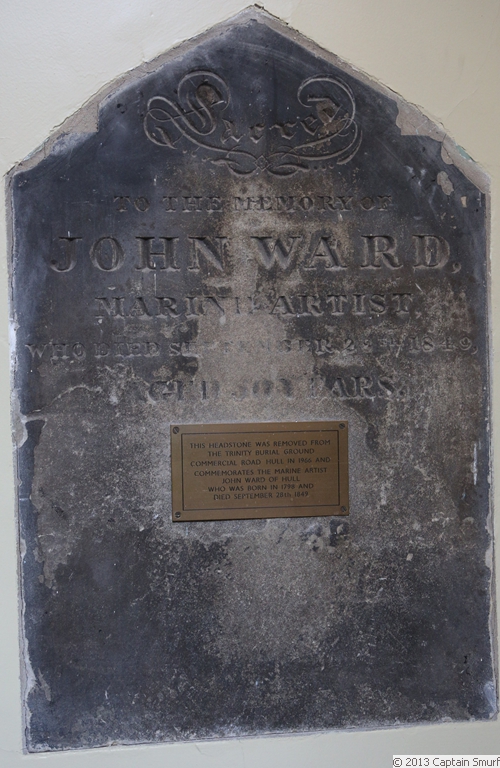 Sacred
TO THE MEMORY OF
JOHN WARD,
MARINE ARTIST,
WHO DIED SEPTEMBER 28TH 1849
AGED 50 YEARS.
THIS HEADSTONE WAS REMOVED FROM
THE TRINITY BURIAL GROUND
COMMERCIAL ROAD HULL IN 1966 AND
COMMEMORATES THE MARINE ARTIST
JOHN WARD OF HULL
WHO WAS BORN IN 1798 AND
DIED SEPTEMBER 28th 1849
© 2013 Captain Smurf